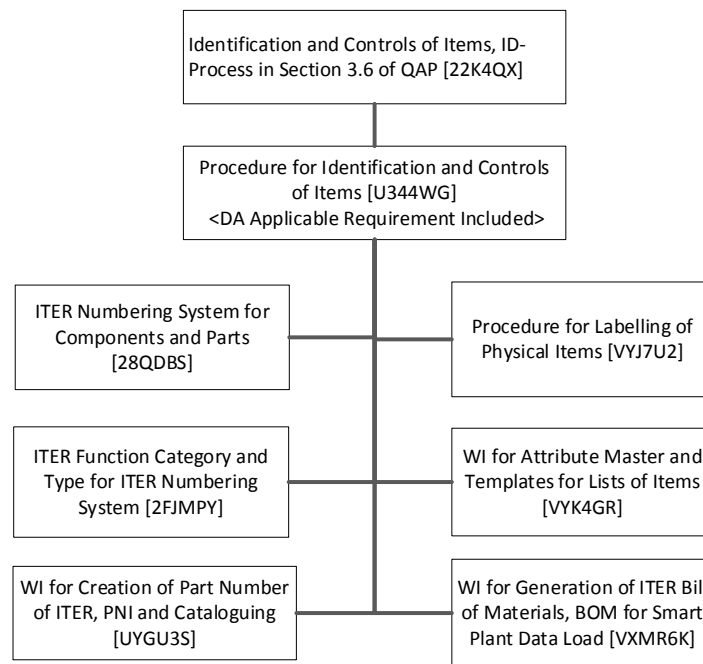 Identification and Controls of Items, ID-
Process in Section 3.6 of QAP [22K4QX]
Procedure for Identification and Controls
of Items [U344WG]
<DA Applicable Requirement Included>
ITER Numbering System for
Components and Parts
[28QDBS]
Procedure for Labelling of
Physical Items [VYJ7U2]
ITER Function Category and
Type for ITER Numbering
System [2FJMPY]
WI for Attribute Master and
Templates for Lists of Items
[VYK4GR]
WI for Creation of Part Number
of ITER, PNI and Cataloguing
[UYGU3S]
WI for Generation of ITER Bil
of Materials, BOM for Smart
Plant Data Load [VXMR6K]